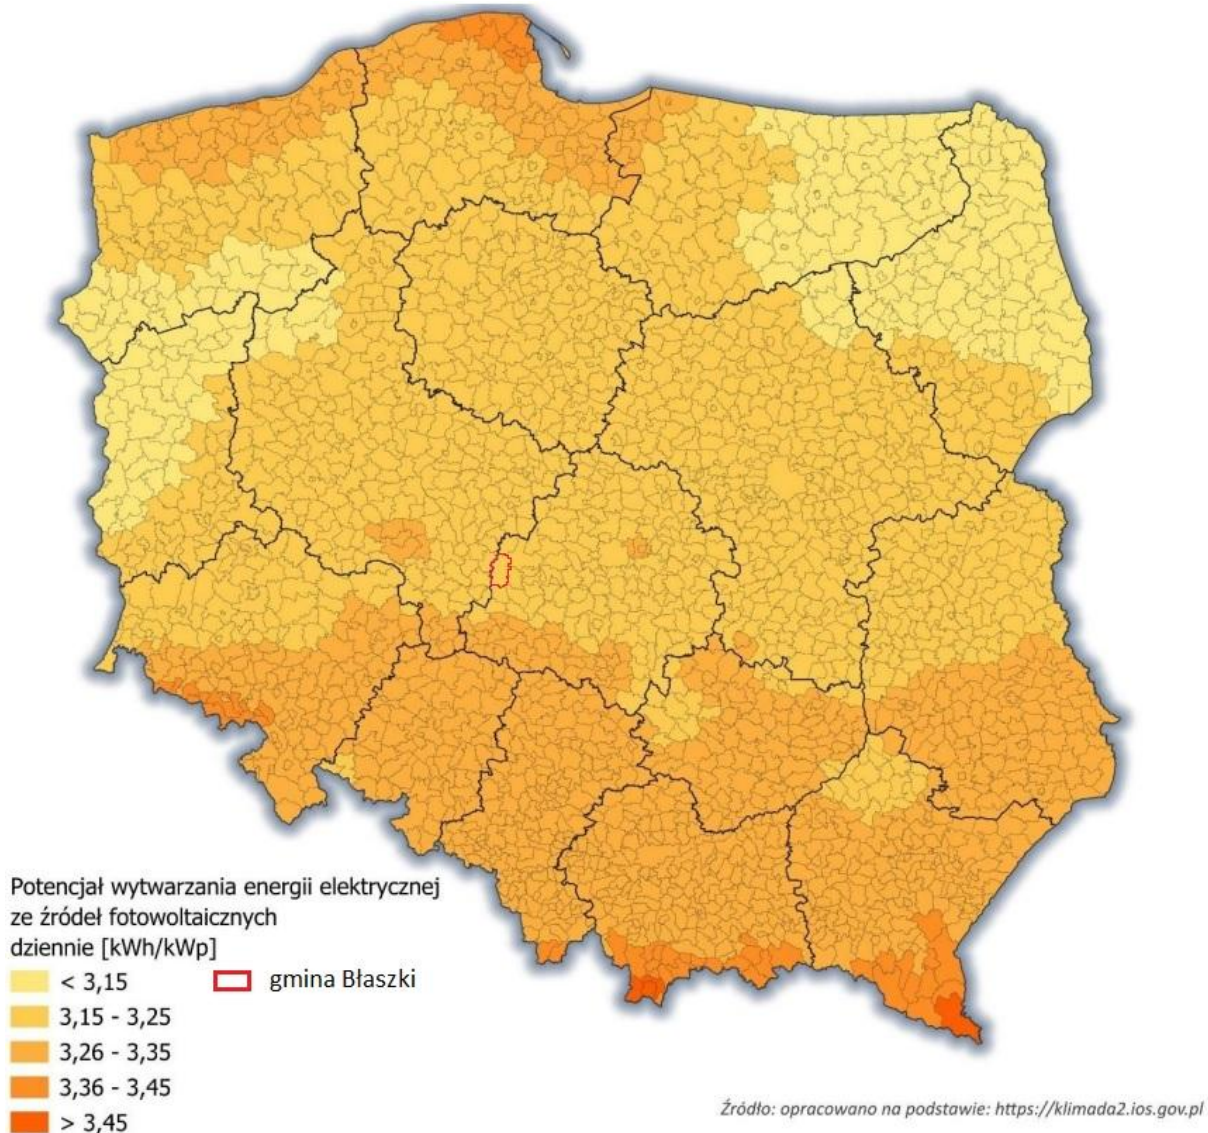 Potencjał wytwarzania energii elektrycznej
ze źródeł fotowoltaicznych
dziennie [kWh/kWp]
< 3,15
gmina Błaszki
3,15 - 3,25
3,26 - 3,35
3,36 - 3,45
> 3,45
Źródło: opracowano na podstawie: https://klimada2.ios.gov.pl